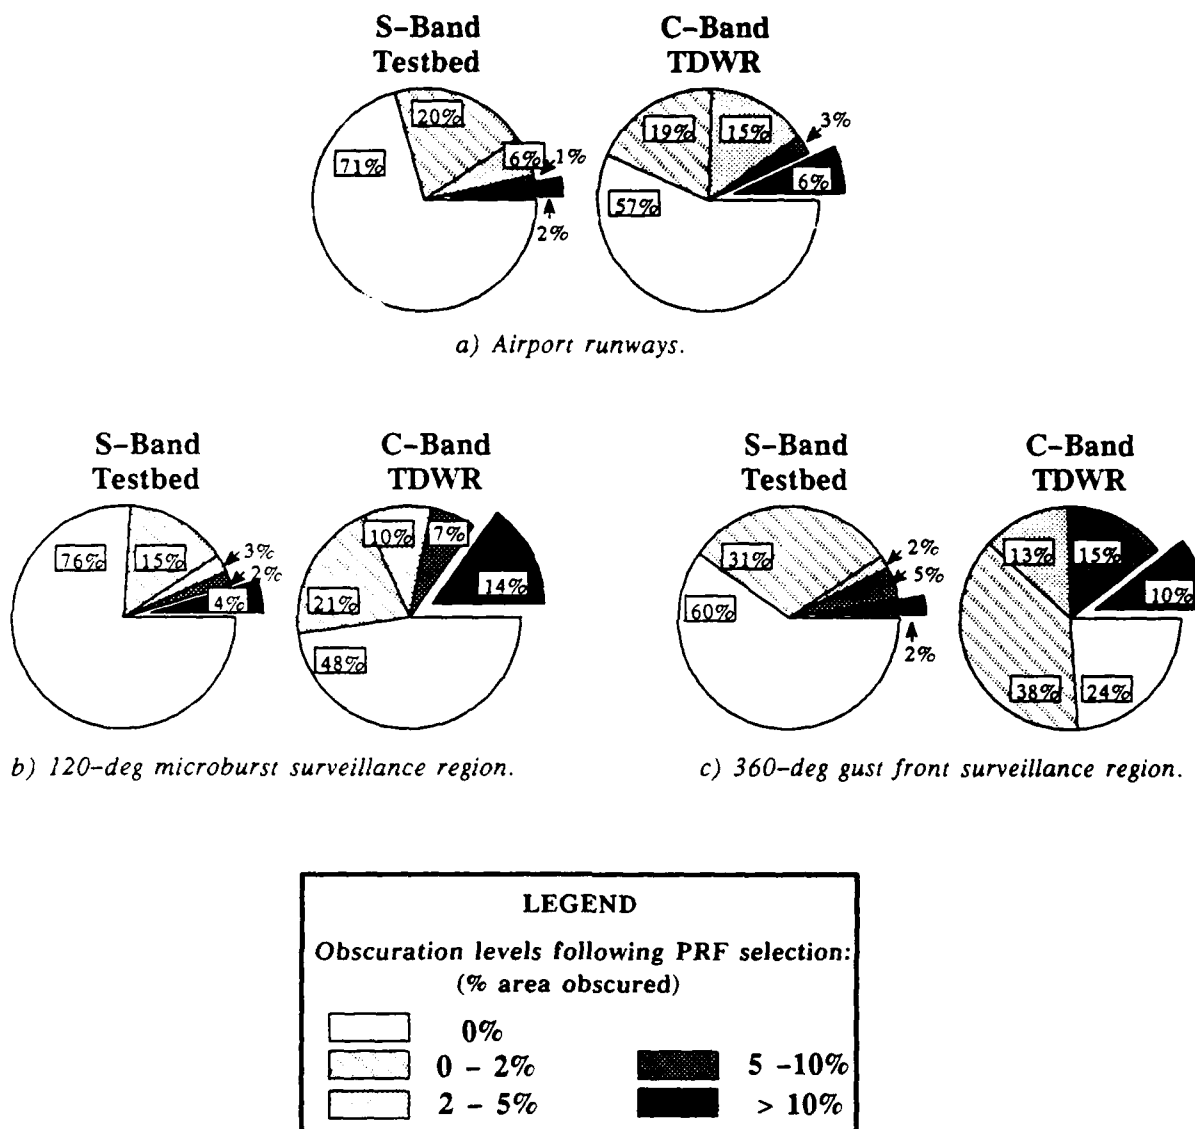 S-Band
Testbed
C-Band
TDWR
20%
71%
6%
1%
2%
19%
15%
3%
6%
57%
a) Airport runways.
S-Band
Testbed
C-Band
TDWR
76%
15%
3%
2%
4%
10%
7%
14%
21%
48%
b) 120-deg microburst surveillance region.
S-Band
Testbed
C-Band
TDWR
31%
2%
5%
60%
2%
13%
15%
10%
38%
24%
c) 360-deg gust front surveillance region.
LEGEND
Obscuration levels following PRF selection:
(% area obscured)
0%
0 - 2%
2 - 5%
5 -10%
> 10%